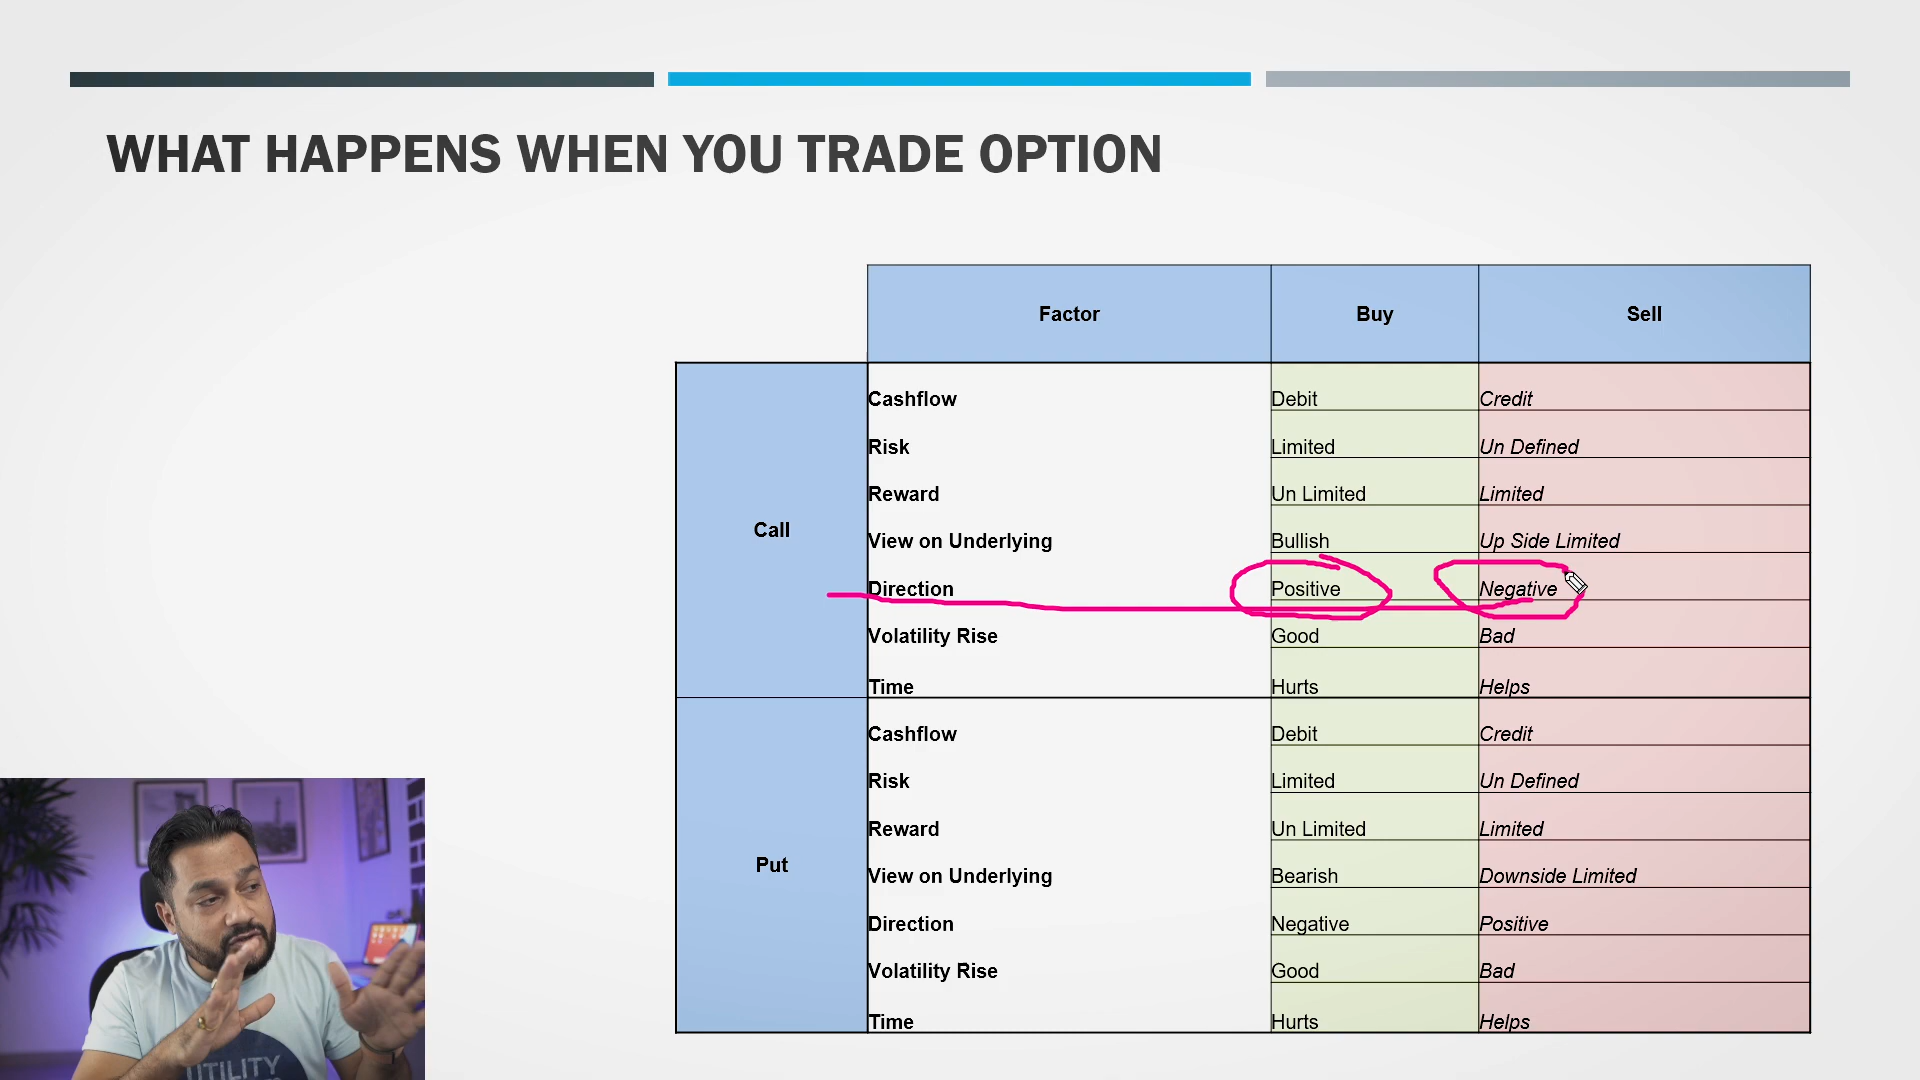 WHAT HAPPENS WHEN YOU TRADE OPTION
Factor Buy Sell
Call
Cashflow Debit Credit
Risk Limited Un Defined
Reward Un Limited Limited
View on Underlying Bullish Up Side Limited
Direction Positive Negative
Volatility Rise Good Bad
Time Hurts Helps
Put
Cashflow Debit Credit
Risk Limited Un Defined
Reward Un Limited Limited
View on Underlying Bearish Downside Limited
Direction Negative Positive
Volatility Rise Good Bad
Time Hurts Helps
UTILITY